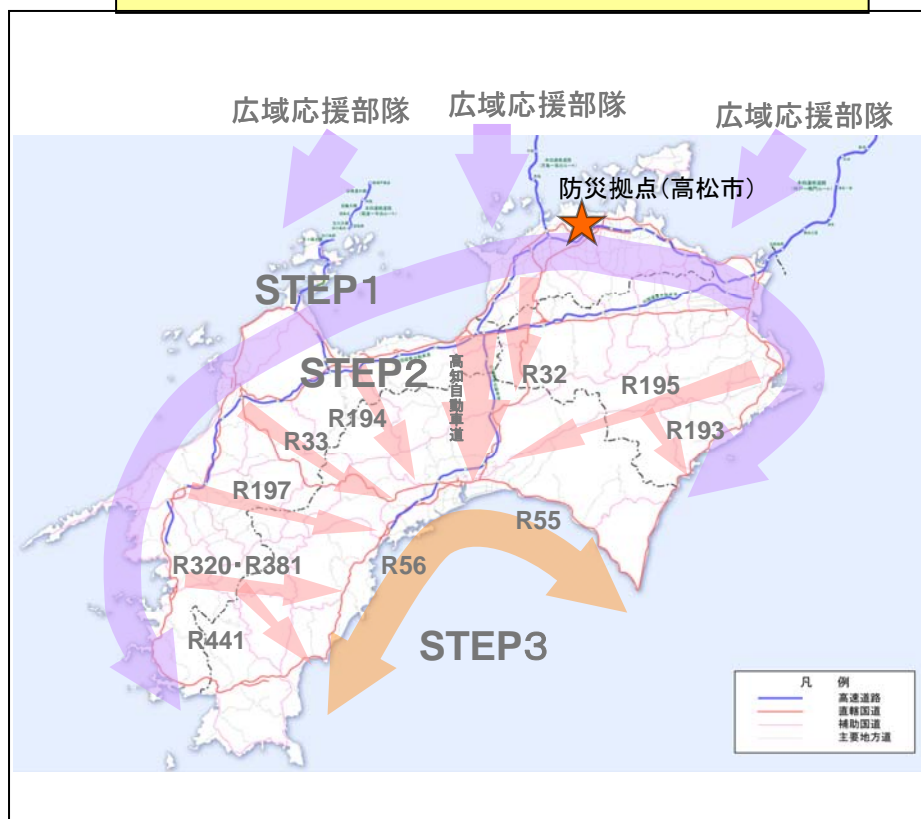 広域応援部隊
広域応援部隊
広域応援部隊
防災拠点(高松市)
STEP1
STEP2
高知自動車道
R32
R195
R194
R193
R33
R197
R55
R320・R381
R56
R441
STEP3
凡 例
高速道路
直轄国道
補助国道
主要地方道